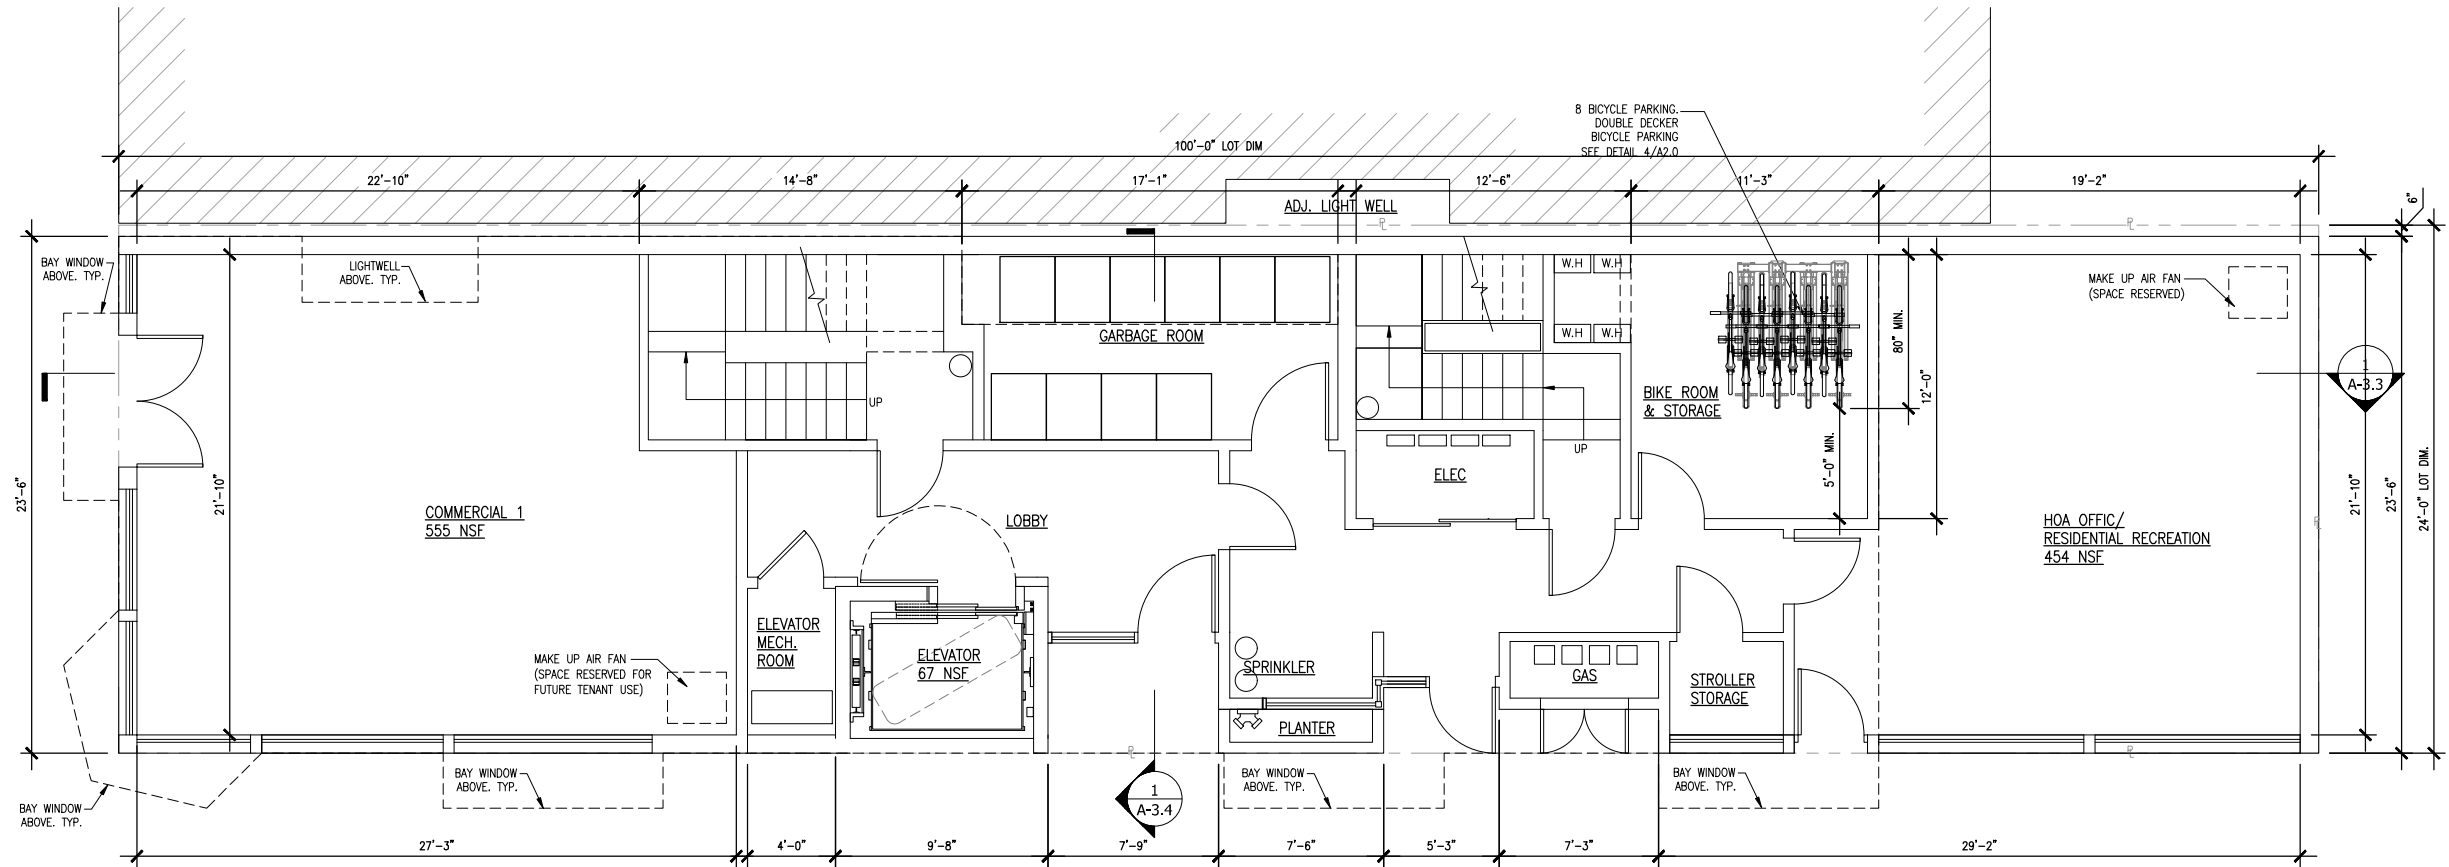 8 BICYCLE PARKING.
DOUBLE DECKER
BICYCLE PARKING
SEE DETAIL 4/A2.0
100'-0" LOT DIM
22'-10"
14'-8"
17'-1"
12'-6"
11'-3"
19'-2"
6"
ADJ. LIGHT WELL
BAY WINDOW
ABOVE. TYP.
LIGHTWELL
ABOVE. TYP.
W.H
W.H
W.H
W.H
MAKE UP AIR FAN
(SPACE RESERVED)
GARBAGE ROOM
80" MIN.
12'-0"
1
A-3.3
UP
BIKE ROOM
& STORAGE
UP
5'-0" MIN.
ELEC
23'-6"
21'-10"
COMMERCIAL 1
555 NSF
LOBBY
HOA OFFIC/
RESIDENTIAL RECREATION
454 NSF
21'-10"
23'-6"
24'-0" LOT DIM.
ELEVATOR
MECH.
ROOM
ELEVATOR
67 NSF
MAKE UP AIR FAN
(SPACE RESERVED FOR
FUTURE TENANT USE)
SPRINKLER
GAS
STROLLER
STORAGE
PLANTER
BAY WINDOW
ABOVE. TYP.
BAY WINDOW
ABOVE. TYP.
BAY WINDOW
ABOVE. TYP.
BAY WINDOW
ABOVE. TYP.
1
A-3.4
27'-3"
4'-0"
9'-8"
7'-9"
7'-6"
5'-3"
7'-3"
29'-2"